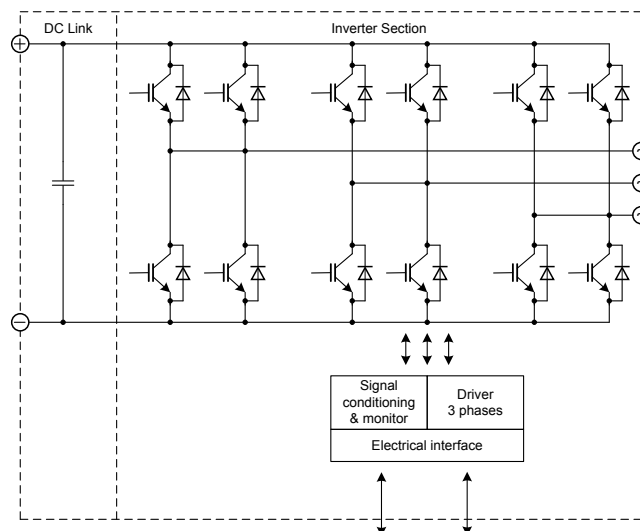 DC Link
Inverter Section
Signal
conditioning
& monitor
Driver
3 phases
Electrical interface